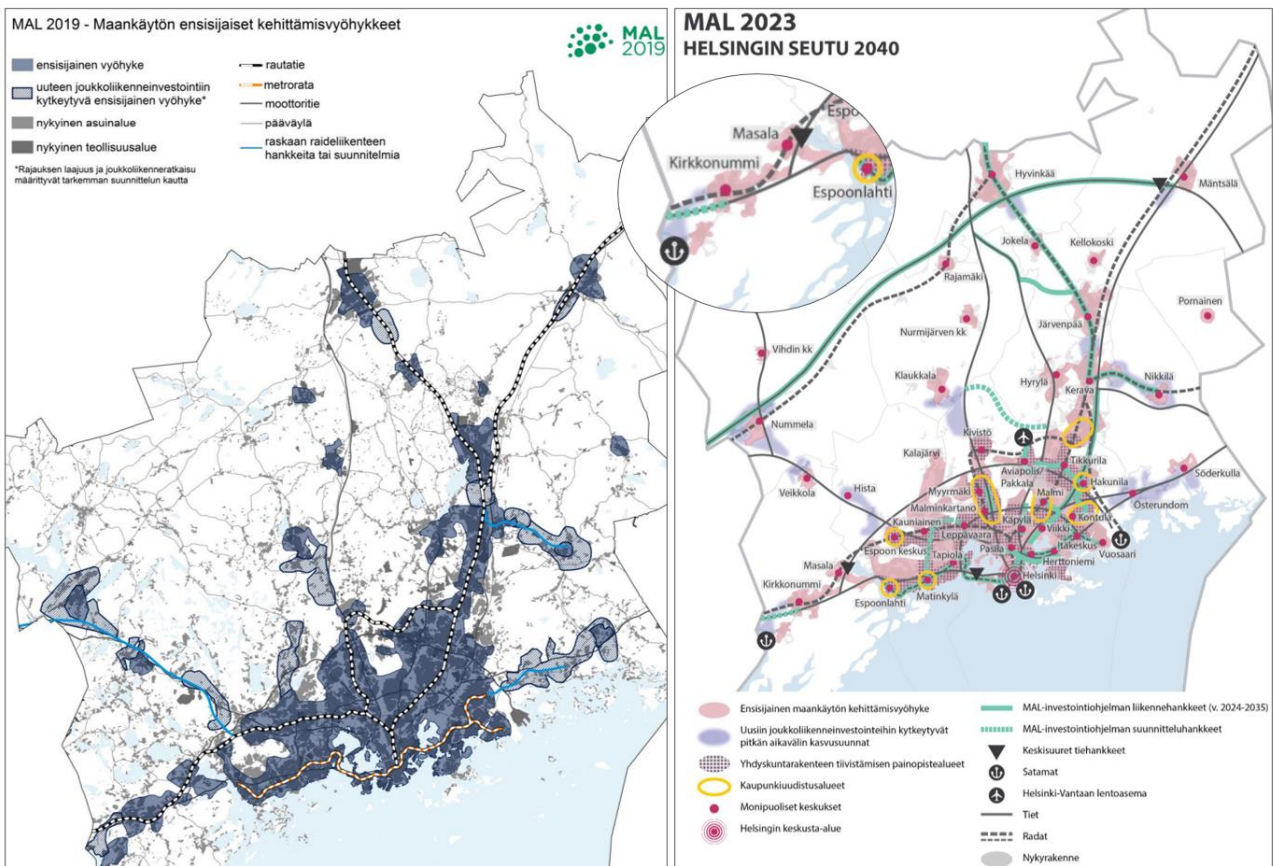 MAL 2019 - Maankäytön ensisijaiset kehittämisvyöhykkeet
MAL
2019
ensisijainen vyöhyke
uuteen joukkoliikenneinvestointiin
kytkeytyvä ensisijainen vyöhyke*
nykyinen asuinalue
nykyinen teollisuusalue
*Rajauksen laajuus ja joukkoliikenneratkaisu
määrittyvät tarkemman suunnittelun kautta
rautatie
metrorata
moottoritie
pääväylä
raskaan raideliikenteen
hankkeita tai suunnitelmia
MAL 2023
HELSINGIN SEUTU 2040
Espoo
Masala
Kirkkonummi
Espoonlahti
Hyvinkää
Mäntsälä
Jokela
Kellokoski
Rajamäki
Pornainen
Järvenpää
Nurmijärven kk
Vihdin kk
Klaukkala
Hyrylä
Kerava
Nikkilä
Nummela
Kivistö
Kalajärvi
Aviapolis/
Pakkala
Tikkurila
Söderkulla
Veikkola
Hista
Myyrmäki
Malmi
Hakunila
Östersundom
Malminkartano
Kauniainen
Leppävaara
Käpylä
Viikki
Kontula
Espoon keskus
Tapiola
Pasila
Itäkeskus
Vuosaari
Herttoniemi
Masala
Helsinki
Kirkkonummi
Espoonlahti
Matinkylä
Ensisijainen maankäytön kehittämisvyöhyke
Uusiin joukkoliikenneinvestointeihin kytkeytyvät
pitkän aikavälin kasvusuunnat
Yhdyskuntarakenteen tiivistämisen painopistealueet
Kaupunkiuudistusalueet
Monipuoliset keskukset
Helsingin keskusta-alue
MAL-investointiohjelman liikennehankkeet (v. 2024-2035)
MAL-investointiohjelman suunnitteluhankkeet
Keskisuuret tiehankkeet
Satamat
Helsinki-Vantaan lentoasema
Tiet
Radat
Nykyrakenne